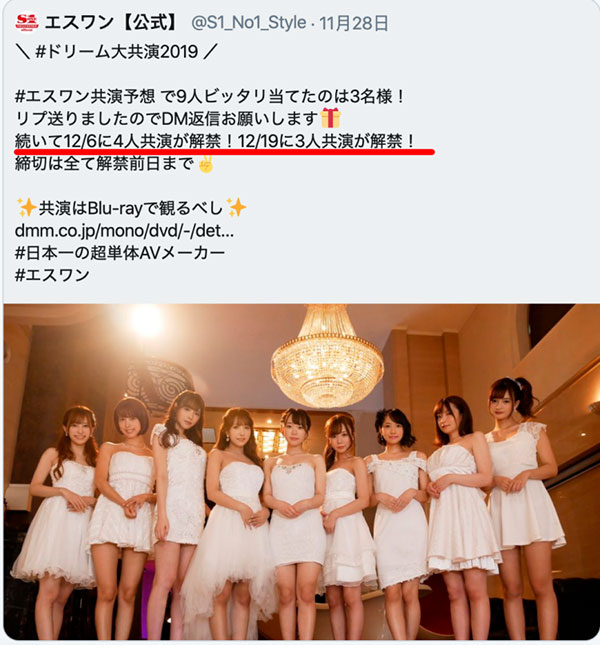 S1
エスワン【公式】 @S1_No1_Style · 11月28日
＼ #ドリーム大共演2019 ／
#エスワン共演予想 で9人ピッタリ当てたのは3名様！
リプ送りましたのでDM返信お願いします🎁
続いて12/6に4人共演が解禁！12/19に3人共演が解禁！
締切は全て解禁前日まで✌
✨共演はBlu-rayで観るべし✨
dmm.co.jp/mono/dvd/-/det...
#日本一の超単体AVメーカー
#エスワン